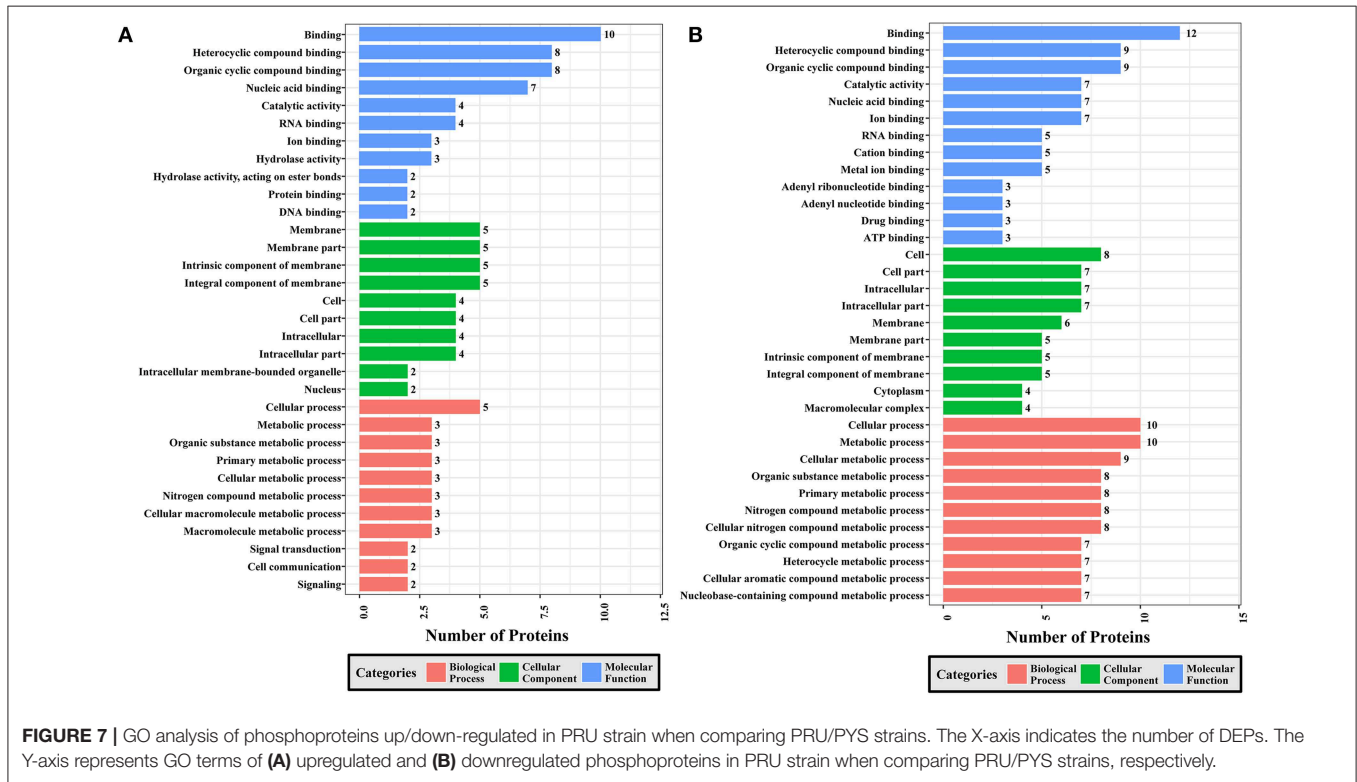 A
Binding 10
Heterocyclic compound binding 8
Organic cyclic compound binding 8
Nucleic acid binding 7
Catalytic activity 4
RNA binding 4
Ion binding 3
Hydrolase activity 3
Hydrolase activity, acting on ester bonds 2
Protein binding 2
DNA binding 2
Membrane 5
Membrane part 5
Intrinsic component of membrane 5
Integral component of membrane 5
Cell 4
Cell part 4
Intracellular 4
Intracellular part 4
Intracellular membrane-bounded organelle 2
Nucleus 2
Cellular process 5
Metabolic process 3
Organic substance metabolic process 3
Primary metabolic process 3
Cellular metabolic process 3
Nitrogen compound metabolic process 3
Cellular macromolecule metabolic process 3
Macromolecule metabolic process 3
Signal transduction 2
Cell communication 2
Signaling 2
0.0 2.5 5.0 7.5 10.0 12.5
Number of Proteins
Categories Biological Process Cellular Component Molecular Function
B
Binding 12
Heterocyclic compound binding 9
Organic cyclic compound binding 9
Catalytic activity 7
Nucleic acid binding 7
Ion binding 7
RNA binding 5
Cation binding 5
Metal ion binding 5
Adenyl ribonucleotide binding 3
Adenyl nucleotide binding 3
Drug binding 3
ATP binding 3
Cell 8
Cell part 7
Intracellular 7
Intracellular part 7
Membrane 6
Membrane part 5
Intrinsic component of membrane 5
Integral component of membrane 5
Cytoplasm 4
Macromolecular complex 4
Cellular process 10
Metabolic process 10
Cellular metabolic process 9
Organic substance metabolic process 8
Primary metabolic process 8
Nitrogen compound metabolic process 8
Cellular nitrogen compound metabolic process 8
Organic cyclic compound metabolic process 7
Heterocycle metabolic process 7
Cellular aromatic compound metabolic process 7
Nucleobase-containing compound metabolic process 7
0 5 10 15
Number of Proteins
Categories Biological Process Cellular Component Molecular Function
FIGURE 7 | GO analysis of phosphoproteins up/down-regulated in PRU strain when comparing PRU/PYS strains. The X-axis indicates the number of DEPs. The
Y-axis represents GO terms of (A) upregulated and (B) downregulated phosphoproteins in PRU strain when comparing PRU/PYS strains, respectively.